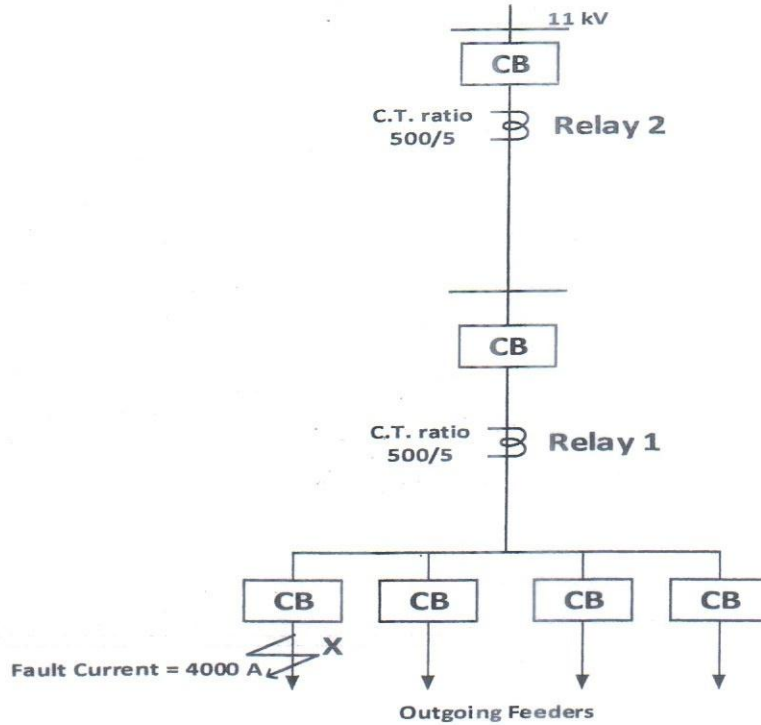 11 kV
CB
C.T. ratio
500/5
Relay 2
CB
C.T. ratio
500/5
Relay 1
CB
CB
CB
CB
X
Fault Current = 4000 A
Outgoing Feeders